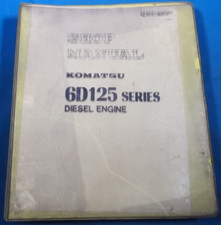 SHOP
MANUAL
KOMATSU
6D125 SERIES
DIESEL ENGINE